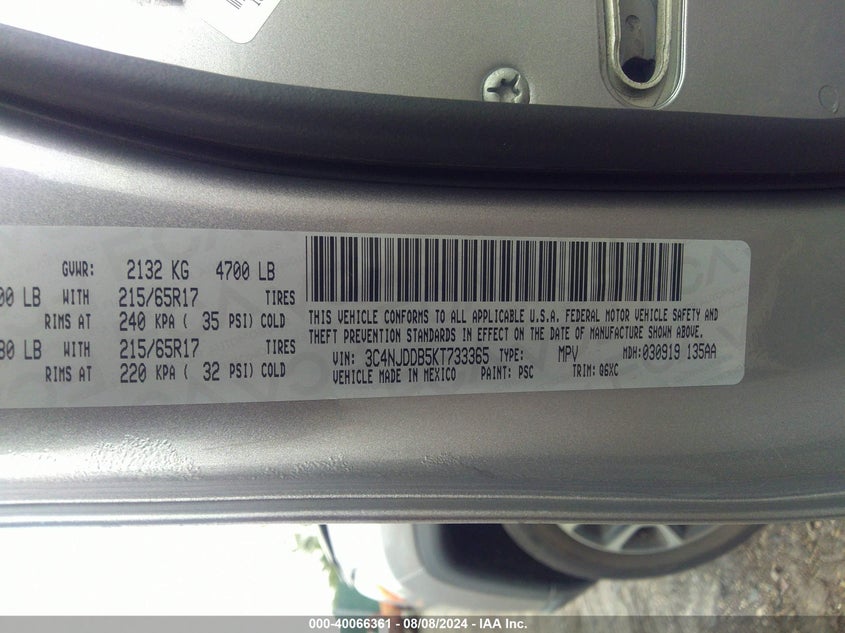 GVWR: 2132 KG 4700 LB
00 LB WITH 215/65R17 TIRES
RIMS AT 240 KPA ( 35 PSI) COLD
80 LB WITH 215/65R17 TIRES
RIMS AT 220 KPA ( 32 PSI) COLD
THIS VEHICLE CONFORMS TO ALL APPLICABLE U.S.A. FEDERAL MOTOR VEHICLE SAFETY AND
THEFT PREVENTION STANDARDS IN EFFECT ON THE DATE OF MANUFACTURE SHOWN ABOVE.
VIN: 3C4NJDDB5KT733365 TYPE: MPV MDH:030919 135AA
VEHICLE MADE IN MEXICO PAINT: PSC TRIM: Q6XC
000-40066361 - 08/08/2024 - IAA Inc.